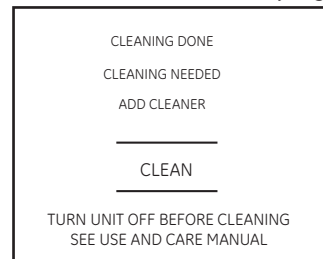 CLEANING DONE
CLEANING NEEDED
ADD CLEANER
CLEAN
TURN UNIT OFF BEFORE CLEANING
SEE USE AND CARE MANUAL